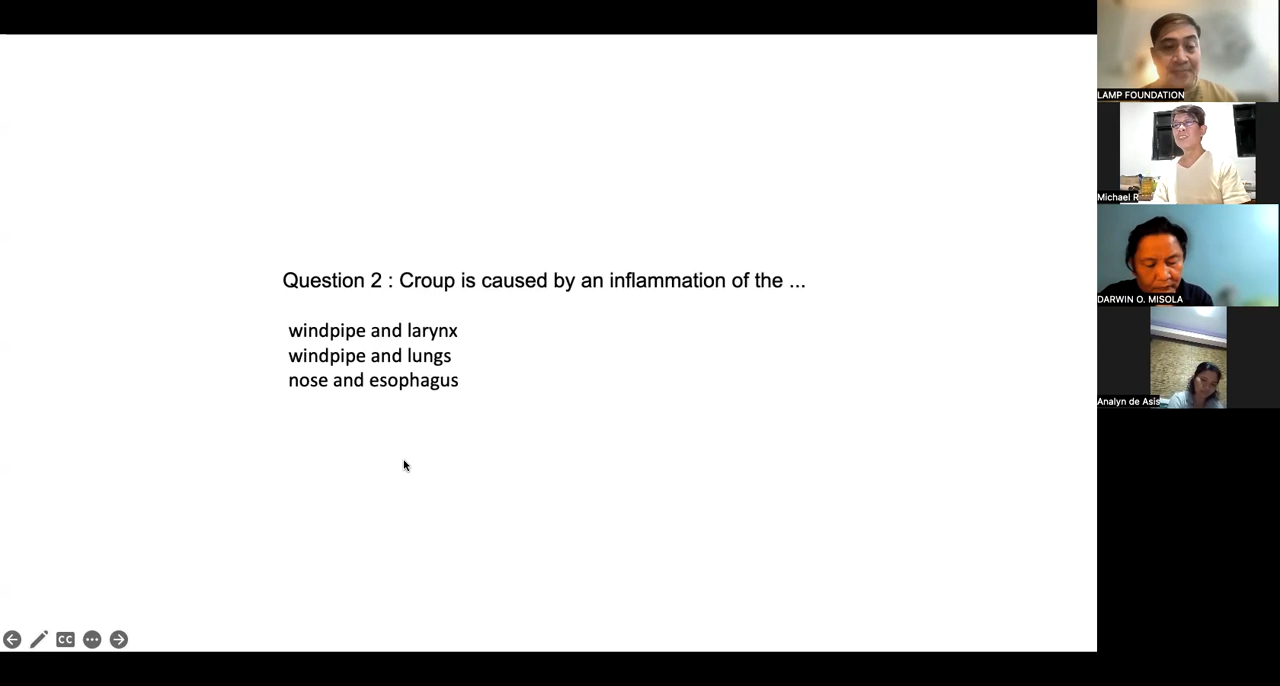 Question 2 : Croup is caused by an inflammation of the ...
windpipe and larynx
windpipe and lungs
nose and esophagus
CC
LAMP FOUNDATION
Michael R
DARWIN O. MISOLA
Analyn de Asis